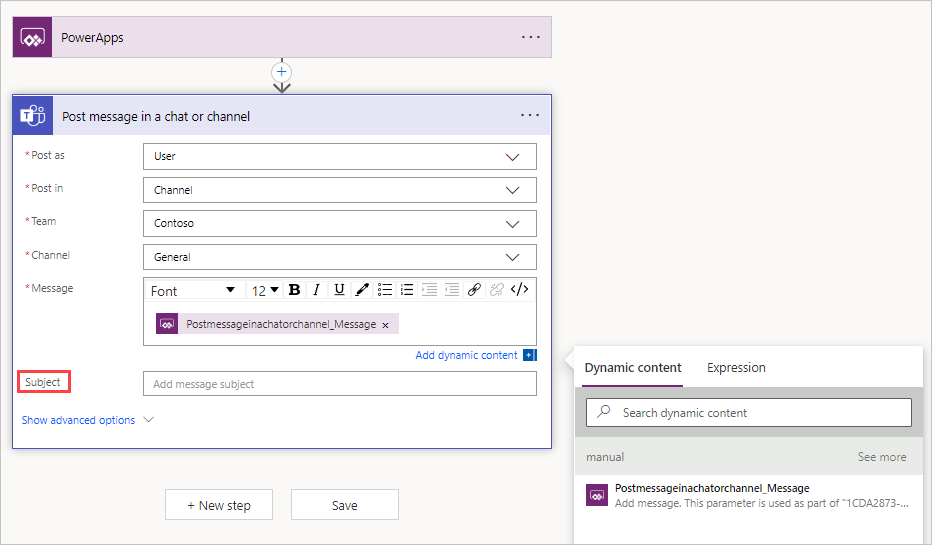 PowerApps
Post message in a chat or channel
*Post as
User
*Post in
Channel
*Team
Contoso
*Channel
General
*Message
Font
12
B I U
</>
Postmessageinachatorchannel_Message ×
Add dynamic content
Subject
Add message subject
Show advanced options
+ New step
Save
Dynamic content
Expression
Search dynamic content
manual
See more
Postmessageinachatorchannel_Message
Add message. This parameter is used as part of "1CDA2873-...